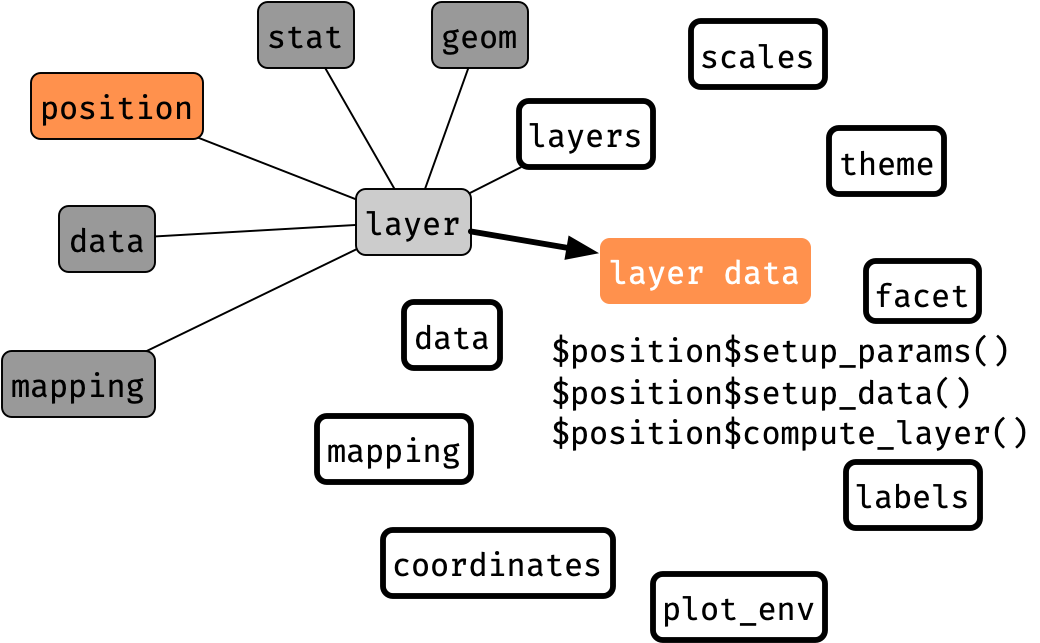 stat
geom
scales
position
layers
theme
layer
data
layer data
facet
data
$position$setup_params()
mapping
$position$setup_data()
$position$compute_layer()
mapping
labels
coordinates
plot_env